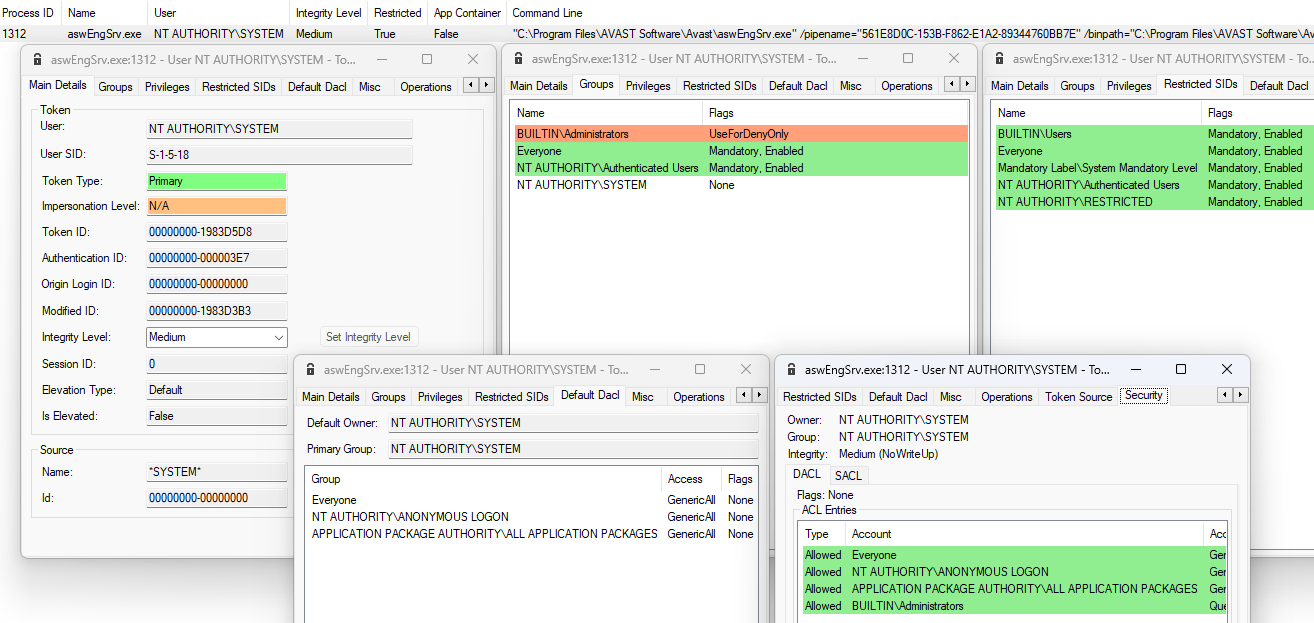 Process ID Name User Integrity Level Restricted App Container Command Line
1312 aswEngSrv.exe NT AUTHORITY\SYSTEM Medium True False "C:\Program Files\AVAST Software\Avast\aswEngSrv.exe" /pipename="561E8D0C-153B-F862-E1A2-89344760BB7E" /binpath="C:\Program Files\AVAST Software\Av
aswEngSrv.exe:1312 - User NT AUTHORITY\SYSTEM - To...
Main Details Groups Privileges Restricted SIDs Default Dacl Misc Operations
Token
User: NT AUTHORITY\SYSTEM
User SID: S-1-5-18
Token Type: Primary
Impersonation Level: N/A
Token ID: 00000000-1983D5D8
Authentication ID: 00000000-000003E7
Origin Login ID: 00000000-00000000
Modified ID: 00000000-1983D3B3
Integrity Level: Medium Set Integrity Level
Session ID: 0
Elevation Type: Default
Is Elevated: False
Source
Name: *SYSTEM*
Id: 00000000-00000000
aswEngSrv.exe:1312 - User NT AUTHORITY\SYSTEM - To...
Main Details Groups Privileges Restricted SIDs Default Dacl Misc Operations
Name Flags
BUILTIN\Administrators UseForDenyOnly
Everyone Mandatory, Enabled
NT AUTHORITY\Authenticated Users Mandatory, Enabled
NT AUTHORITY\SYSTEM None
aswEngSrv.exe:1312 - User NT AUTHORITY\SYSTEM - To...
Main Details Groups Privileges Restricted SIDs Default Dacl
Name Flags
BUILTIN\Users Mandatory, Enabled
Everyone Mandatory, Enabled
Mandatory Label\System Mandatory Level Mandatory, Enabled
NT AUTHORITY\Authenticated Users Mandatory, Enabled
NT AUTHORITY\RESTRICTED Mandatory, Enabled
aswEngSrv.exe:1312 - User NT AUTHORITY\SYSTEM - To...
Main Details Groups Privileges Restricted SIDs Default Dacl Misc Operations
Default Owner: NT AUTHORITY\SYSTEM
Primary Group: NT AUTHORITY\SYSTEM
Group Access Flags
Everyone GenericAll None
NT AUTHORITY\ANONYMOUS LOGON GenericAll None
APPLICATION PACKAGE AUTHORITY\ALL APPLICATION PACKAGES GenericAll None
aswEngSrv.exe:1312 - User NT AUTHORITY\SYSTEM - To...
Restricted SIDs Default Dacl Misc Operations Token Source Security
Owner: NT AUTHORITY\SYSTEM
Group: NT AUTHORITY\SYSTEM
Integrity: Medium (NoWriteUp)
DACL SACL
Flags: None
ACL Entries
Type Account Acc
Allowed Everyone Ger
Allowed NT AUTHORITY\ANONYMOUS LOGON Ger
Allowed APPLICATION PACKAGE AUTHORITY\ALL APPLICATION PACKAGES Ger
Allowed BUILTIN\Administrators Que